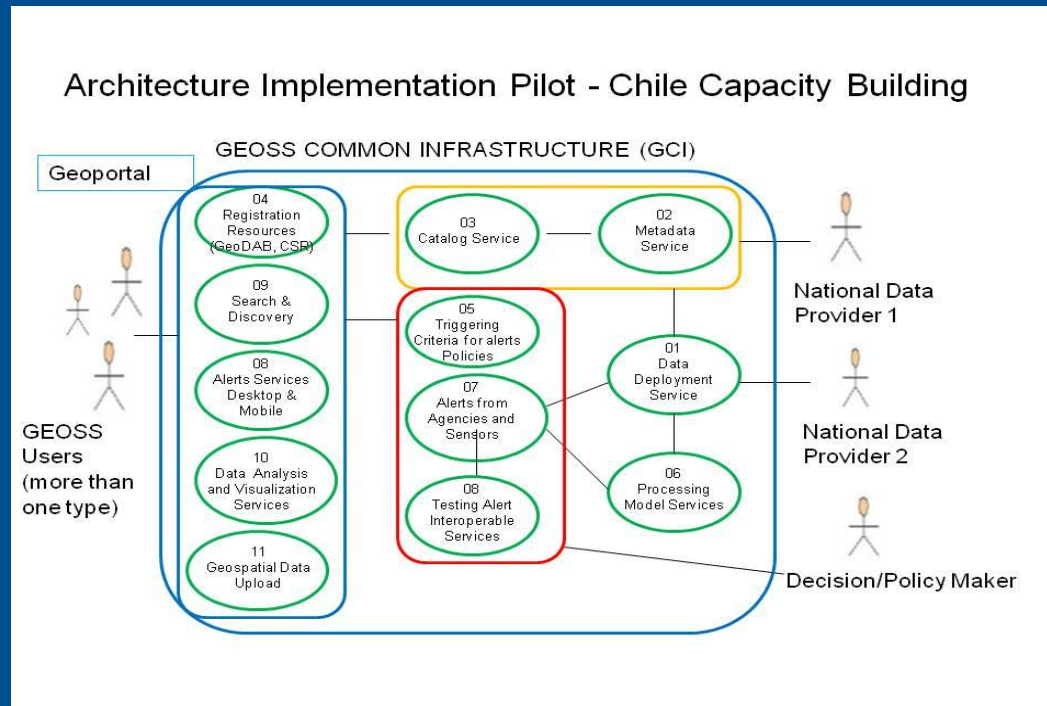 Architecture Implementation Pilot - Chile Capacity Building
GEOSS COMMON INFRASTRUCTURE (GCI)
Geoportal
04
Registration
Resources
(GeoDAB, CSR)
09
Search &
Discovery
08
Alerts Services
Desktop &
Mobile
10
Data Analysis
and Visualization
Services
11
Geospatial Data
Upload
03
Catalog Service
02
Metadata
Service
05
Triggering
Criteria for alerts
Policies
07
Alerts from
Agencies and
Sensors
08
Testing Alert
Interoperable
Services
01
Data
Deployment
Service
06
Processing
Model Services
GEOSS
Users
(more than
one type)
National Data
Provider 1
National Data
Provider 2
Decision/Policy Maker